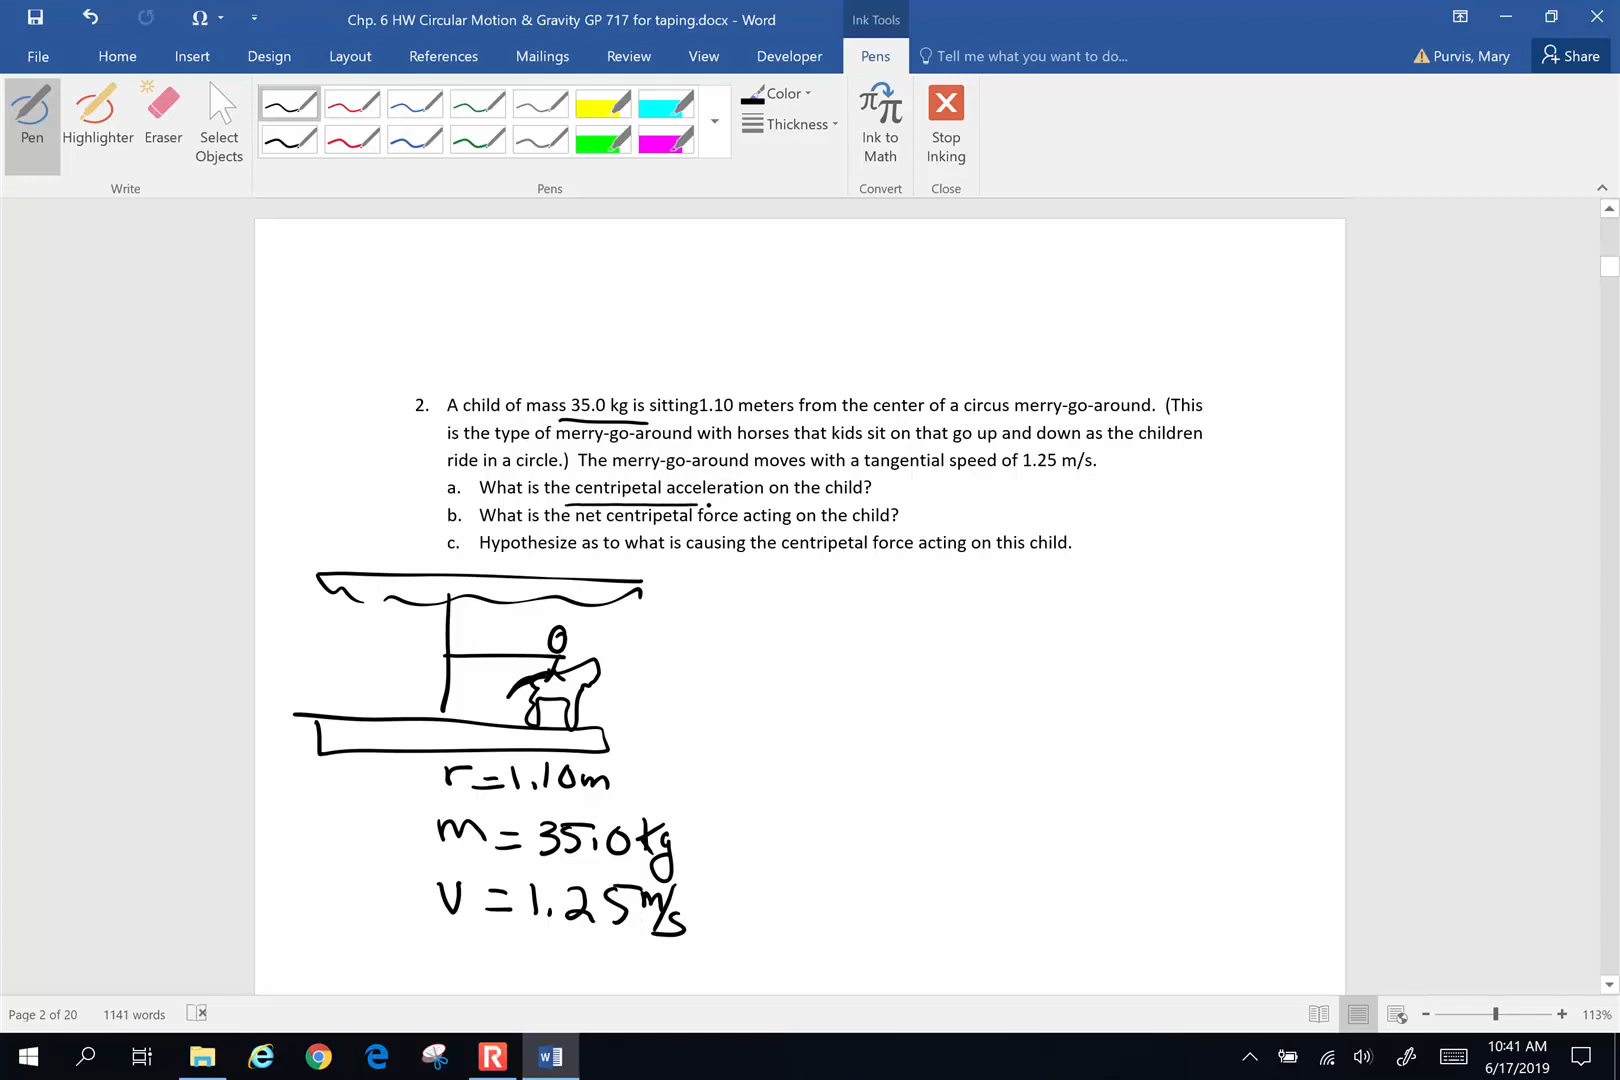 Chp. 6 HW Circular Motion & Gravity GP 717 for taping.docx - Word
Ink Tools
File
Home
Insert
Design
Layout
References
Mailings
Review
View
Developer
Pens
Tell me what you want to do...
Purvis, Mary
Share
Pen
Highlighter
Eraser
Select
Objects
Color
Thickness
Ink to
Math
Stop
Inking
Write
Pens
Convert
Close
2. A child of mass 35.0 kg is sitting1.10 meters from the center of a circus merry-go-around. (This
is the type of merry-go-around with horses that kids sit on that go up and down as the children
ride in a circle.) The merry-go-around moves with a tangential speed of 1.25 m/s.
a. What is the centripetal acceleration on the child?
b. What is the net centripetal force acting on the child?
c. Hypothesize as to what is causing the centripetal force acting on this child.
r = 1.10m
m = 35.0 kg
v = 1.25 m/s
Page 2 of 20
1141 words
113%
10:41 AM
6/17/2019